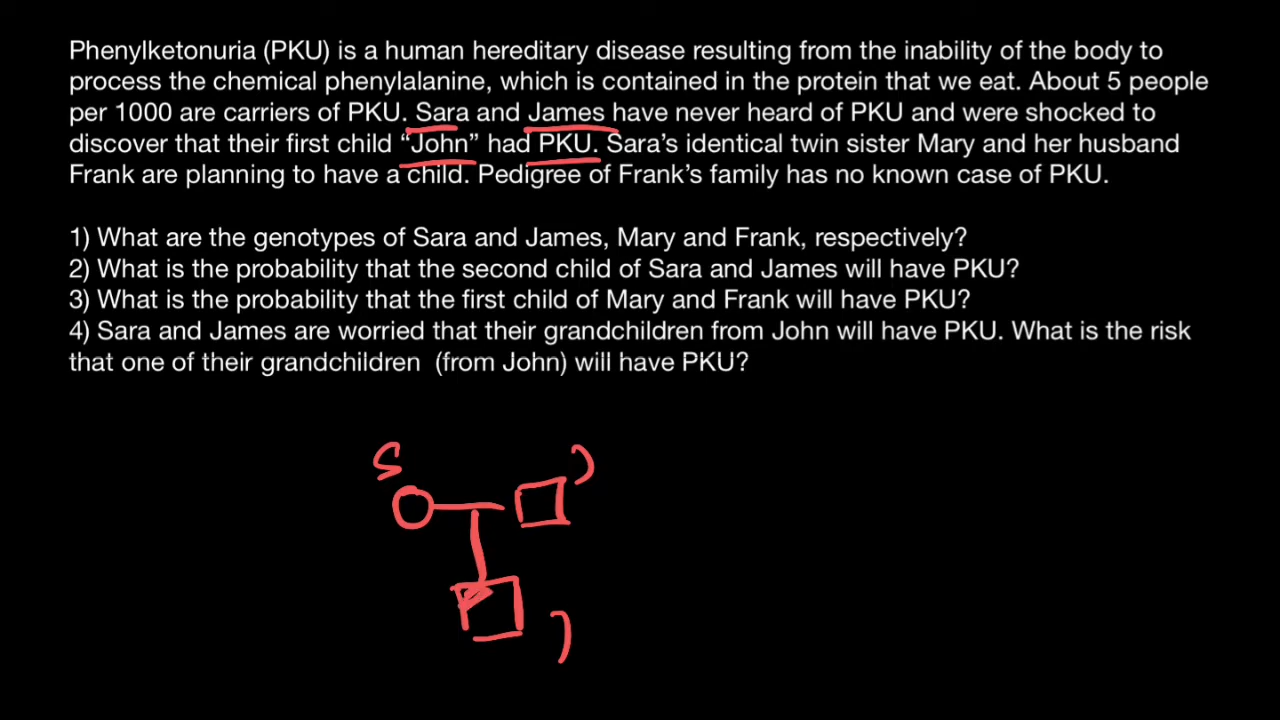 Phenylketonuria (PKU) is a human hereditary disease resulting from the inability of the body to
process the chemical phenylalanine, which is contained in the protein that we eat. About 5 people
per 1000 are carriers of PKU. Sara and James have never heard of PKU and were shocked to
discover that their first child “John” had PKU. Sara’s identical twin sister Mary and her husband
Frank are planning to have a child. Pedigree of Frank’s family has no known case of PKU.
1) What are the genotypes of Sara and James, Mary and Frank, respectively?
2) What is the probability that the second child of Sara and James will have PKU?
3) What is the probability that the first child of Mary and Frank will have PKU?
4) Sara and James are worried that their grandchildren from John will have PKU. What is the risk
that one of their grandchildren (from John) will have PKU?
S J
J